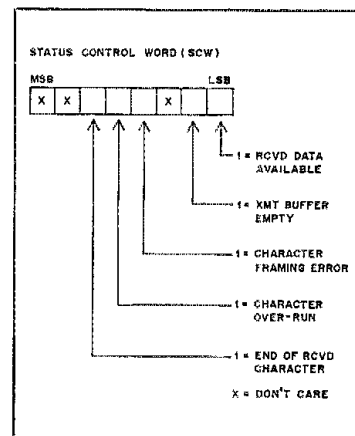 STATUS CONTROL WORD (SCW)
MSB LSB
X X X
1 = RCVD DATA
AVAILABLE
1 = XMT BUFFER
EMPTY
1 = CHARACTER
FRAMING ERROR
1 = CHARACTER
OVER-RUN
1 = END OF RCVD
CHARACTER
X = DON'T CARE